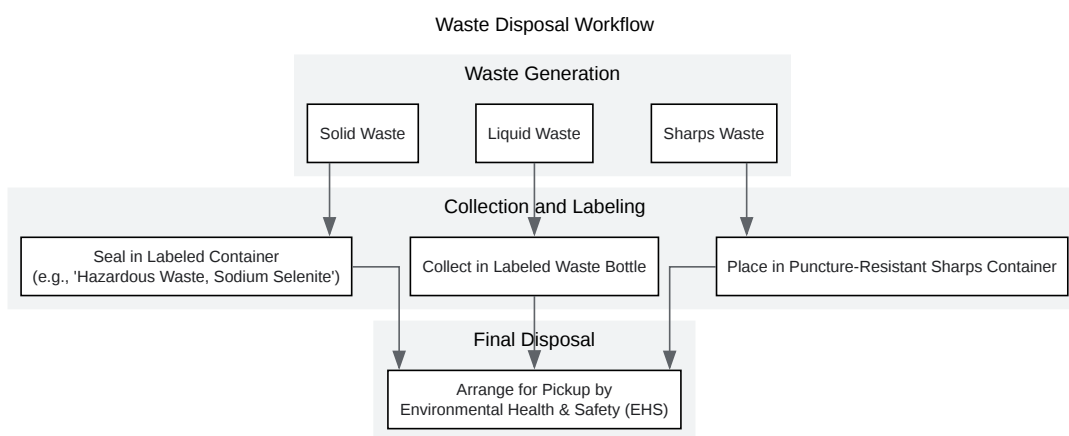 Waste Disposal Workflow
Waste Generation
Solid Waste
Liquid Waste
Sharps Waste
Collection and Labeling
Seal in Labeled Container
(e.g., 'Hazardous Waste, Sodium Selenite')
Collect in Labeled Waste Bottle
Place in Puncture-Resistant Sharps Container
Final Disposal
Arrange for Pickup by
Environmental Health & Safety (EHS)